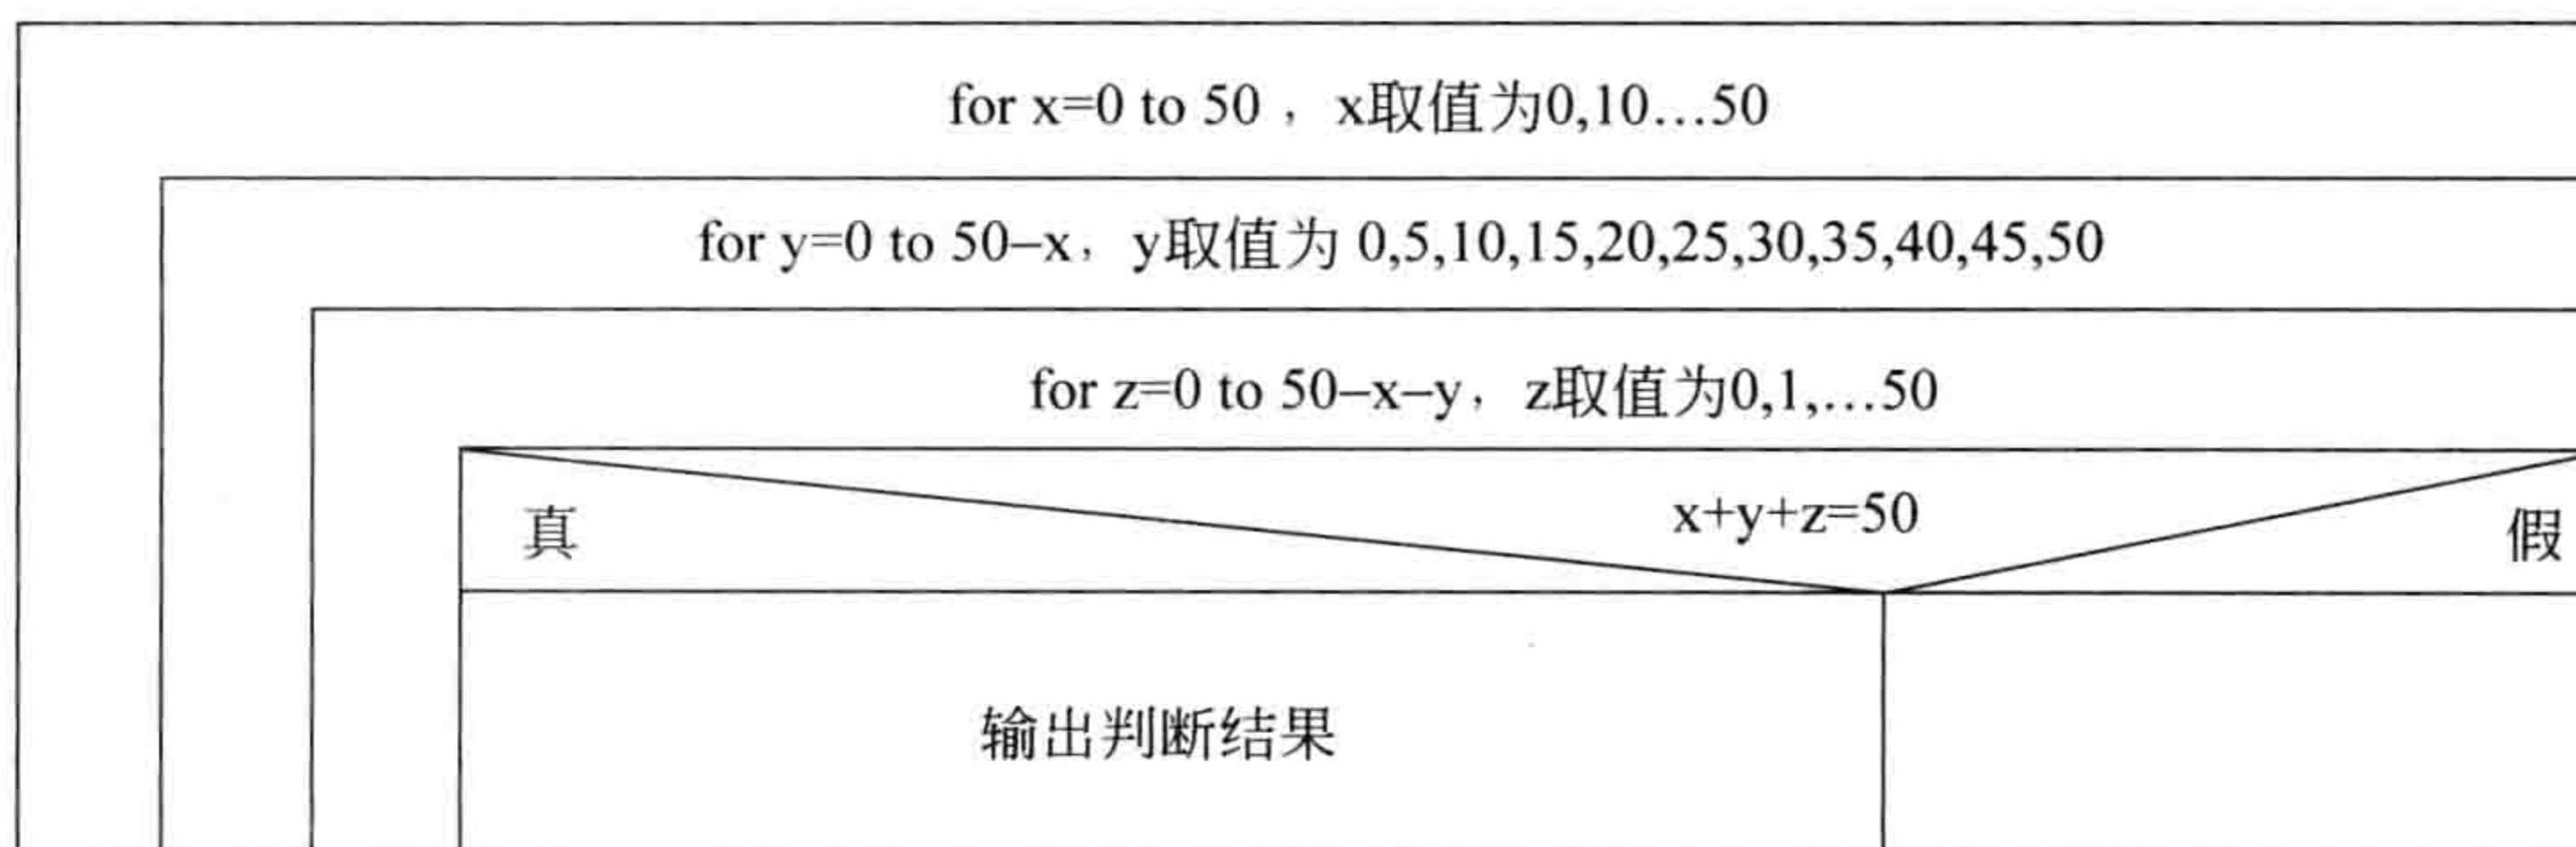 for x=0 to 50，x取值为0,10…50
for y=0 to 50–x，y取值为 0,5,10,15,20,25,30,35,40,45,50
for z=0 to 50–x–y，z取值为0,1,…50
x+y+z=50
真
假
输出判断结果